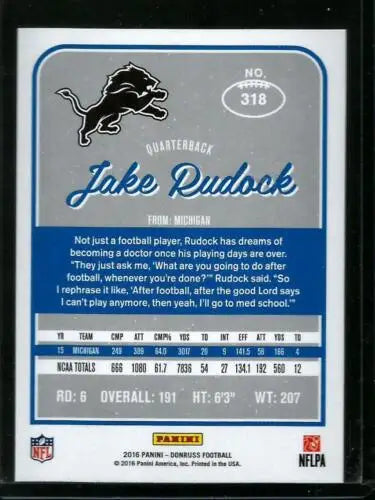 NO.
318
QUARTERBACK
Jake Rudock
FROM: MICHIGAN
Not just a football player, Rudock has dreams of
becoming a doctor once his playing days are over.
"They just ask me, 'What are you going to do after
football, whenever you're done?'" Rudock said. "So
I rephrase it like, 'After football, after the good Lord says
I can't play anymore, then yeah, I'll go to med school.'"
YR TEAM CMP ATT CMP% YDS TD INT EFF ATT YDS TD
15 MICHIGAN 249 389 64.0 3017 20 9 141.5 58 166 4
NCAA TOTALS 666 1080 61.7 7836 54 27 134.1 192 560 12
RD: 6 OVERALL: 191 HT: 6'3" WT: 207
NFL
PANINI
2016 PANINI – DONRUSS FOOTBALL
© 2016 Panini America, Inc. Printed in the USA.
NFLPA